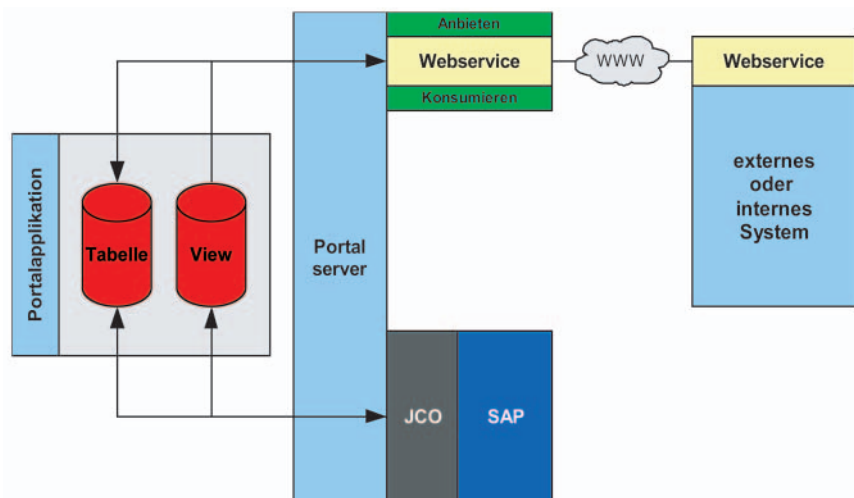 Anbieten
Webservice
Konsumieren
WWW
Webservice
externes
oder
internes
System
Portalapplikation
Tabelle
View
Portal
server
JCO
SAP